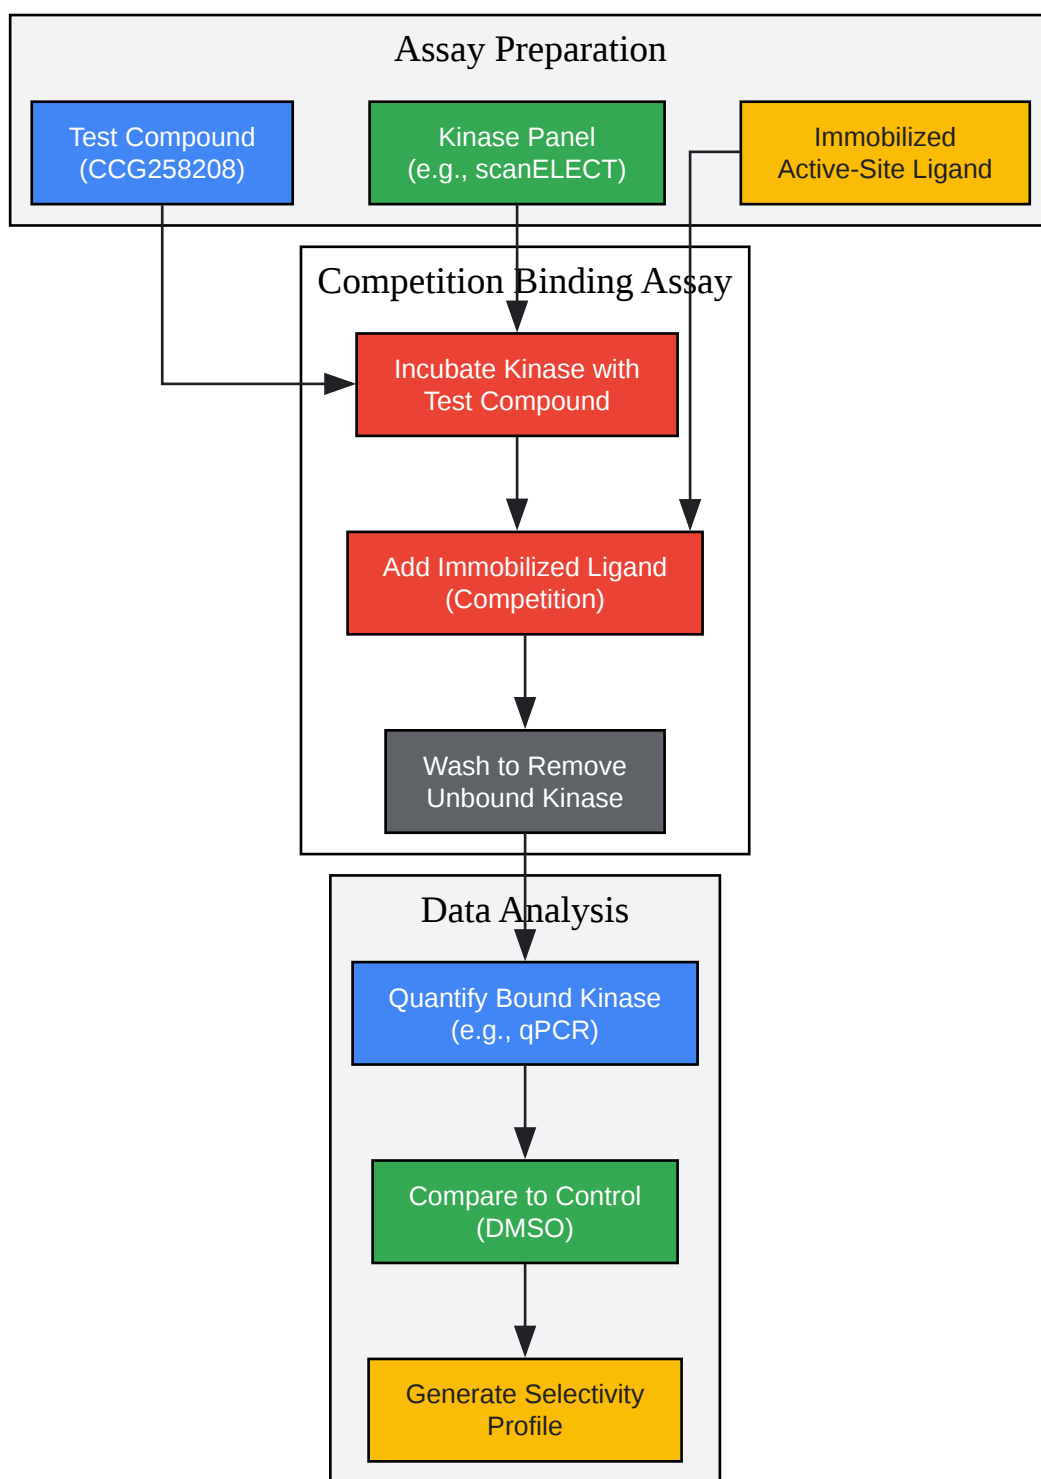 Assay Preparation
Test Compound
(CCG258208)
Kinase Panel
(e.g., scanELECT)
Immobilized
Active-Site Ligand
Competition Binding Assay
Incubate Kinase with
Test Compound
Add Immobilized Ligand
(Competition)
Wash to Remove
Unbound Kinase
Data Analysis
Quantify Bound Kinase
(e.g., qPCR)
Compare to Control
(DMSO)
Generate Selectivity
Profile